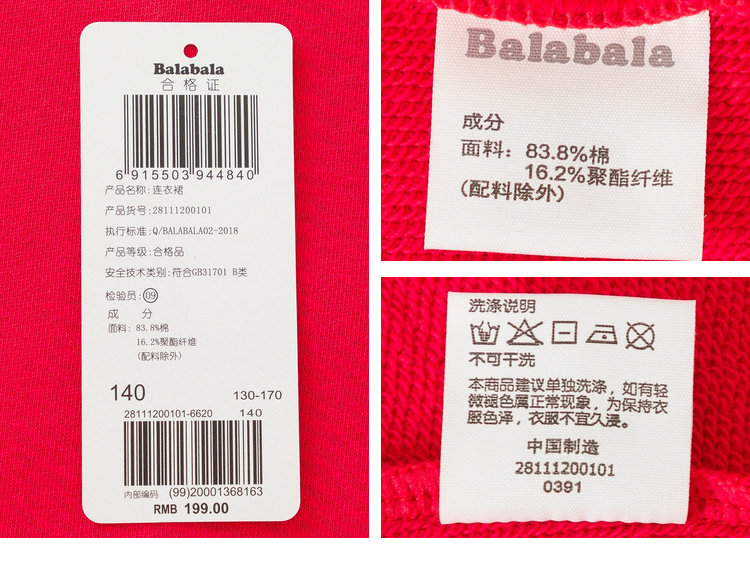 Balabala
合格证
6 915503 944840
产品名称:连衣裙
产品货号:28111200101
执行标准:Q/BALABALA02-2018
产品等级:合格品
安全技术类别:符合GB31701 B类
检验员:09
成 分
面料: 83.8%棉
16.2%聚酯纤维
(配料除外)
140 130-170
28111200101-6620 140
内部编码 (99)20001368163
RMB 199.00
Balabala
成分
面料: 83.8%棉
16.2%聚酯纤维
(配料除外)
洗涤说明
不可干洗
本商品建议单独洗涤，如有轻
微褪色属正常现象，为保持衣
服色泽，衣服不宜久浸。
中国制造
28111200101
0391